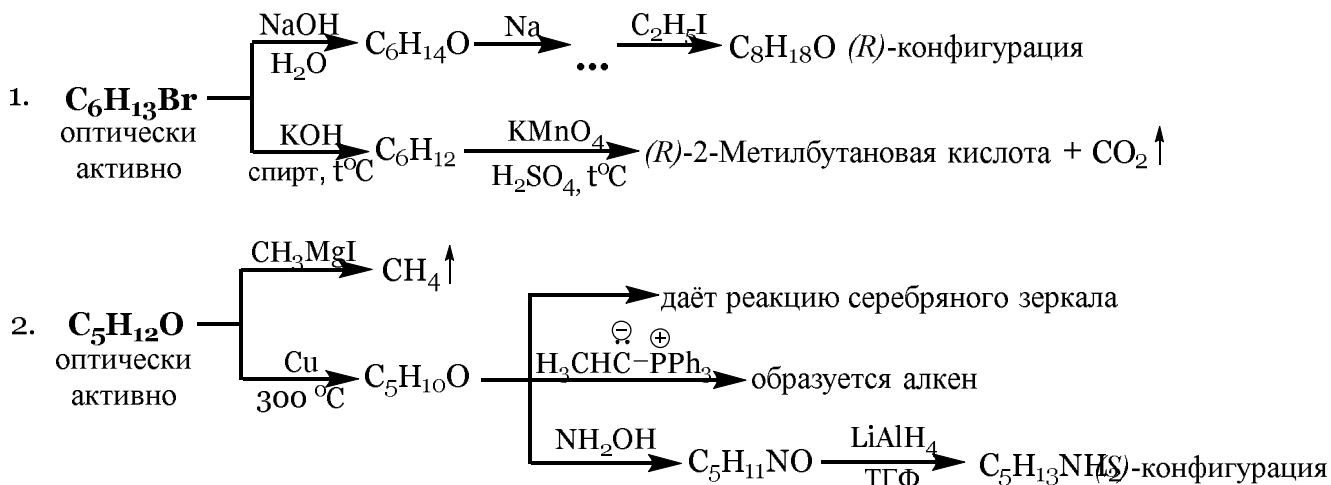 NaOH Na C₂H₅I
C₆H₁₄O ... C₈H₁₈O (R)-конфигурация
H₂O
1. C₆H₁₃Br
оптически
активно
KOH KMnO₄
C₆H₁₂ (R)-2-Метилбутановая кислота + CO₂↑
спирт, t°C H₂SO₄, t°C
CH₃MgI
CH₄↑
даёт реакцию серебряного зеркала
2. C₅H₁₂O
оптически
активно
Cu
C₅H₁₀O
300 °C
⊖ ⊕
H₃CHC̈–PPh₃
образуется алкен
NH₂OH LiAlH₄
C₅H₁₁NO C₅H₁₃NH₂ (S)-конфигурация
ТГФ